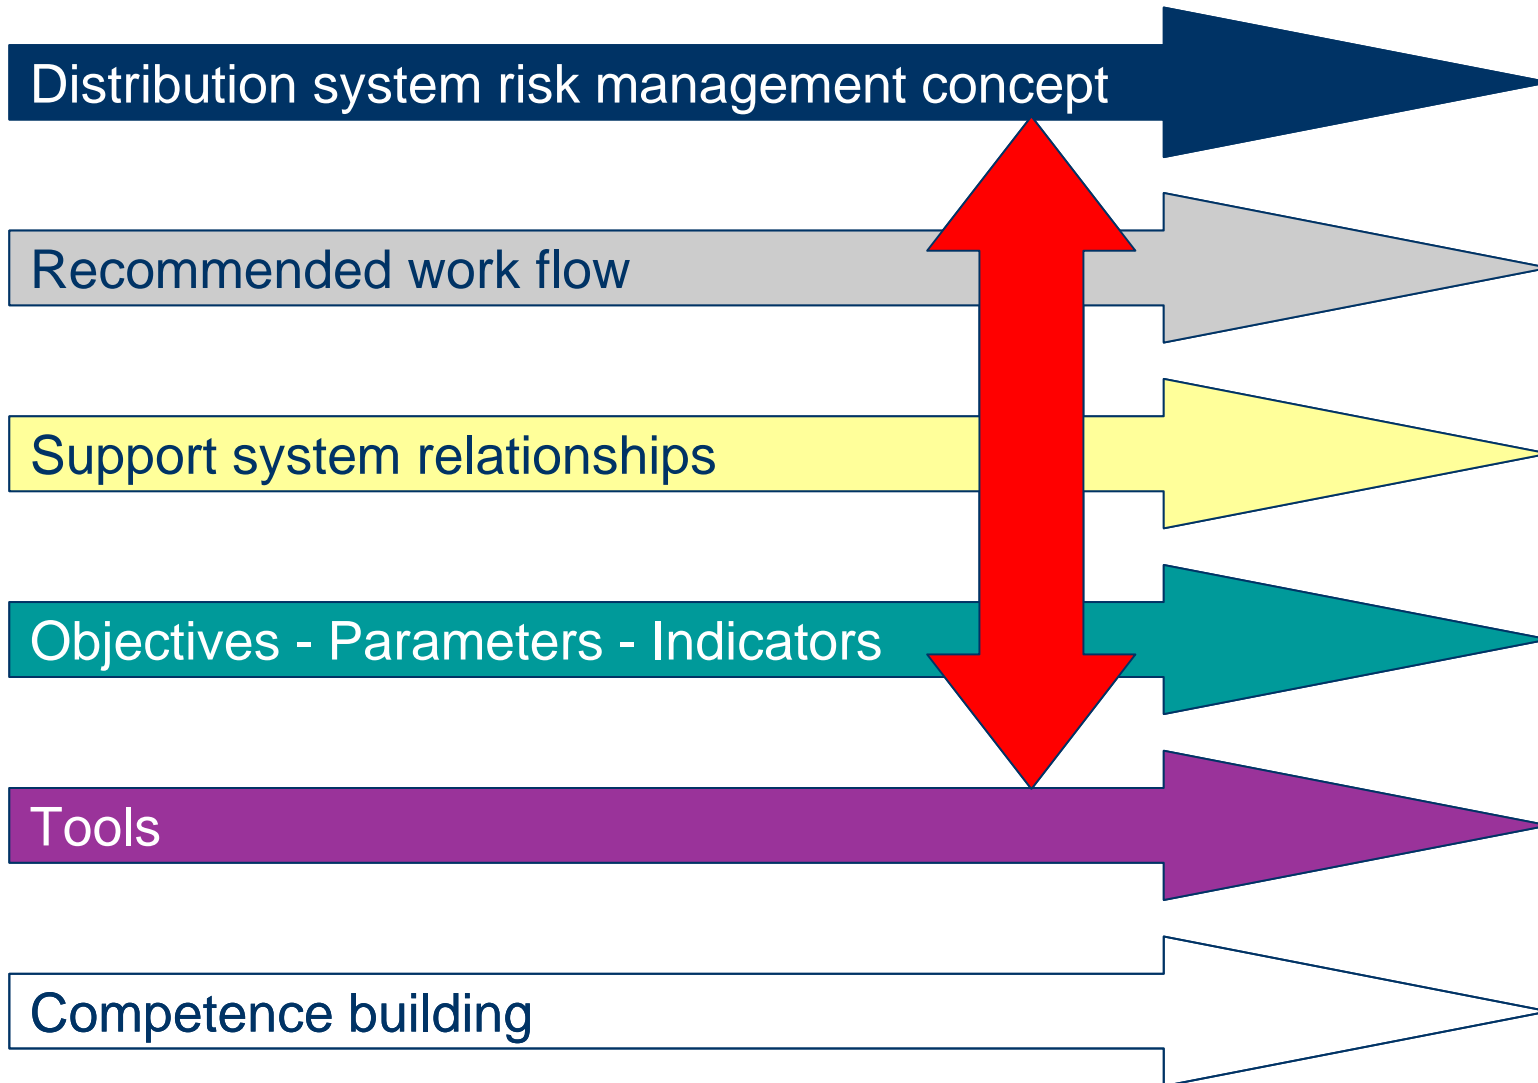 Distribution system risk management concept
Recommended work flow
Support system relationships
Objectives - Parameters - Indicators
Tools
Competence building